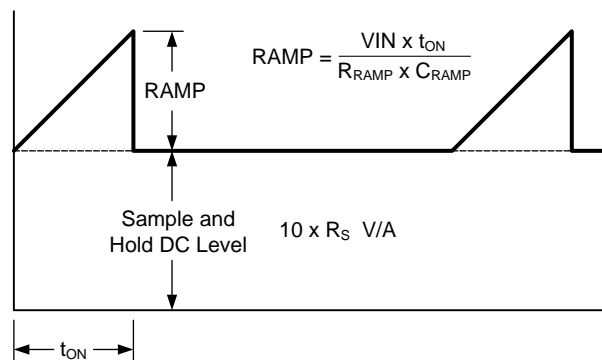 RAMP = VIN x tON
RRAMP x CRAMP
RAMP
Sample and
Hold DC Level
10 x RS V/A
tON